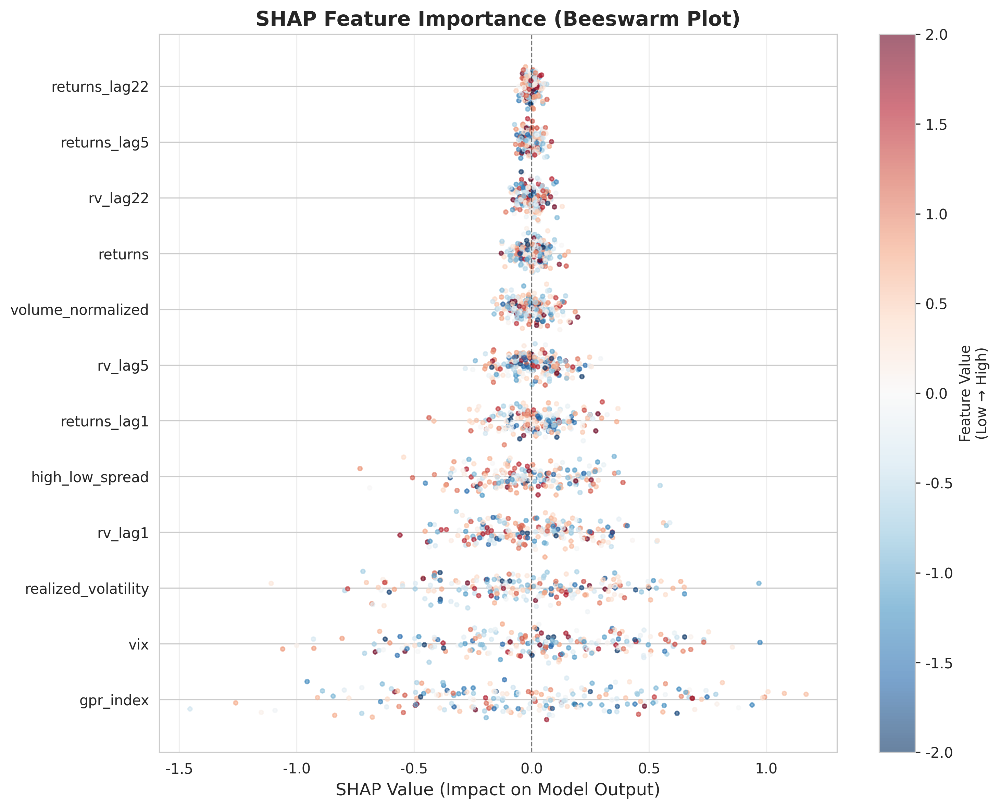 SHAP Feature Importance (Beeswarm Plot)
returns_lag22
returns_lag5
rv_lag22
returns
volume_normalized
rv_lag5
returns_lag1
high_low_spread
rv_lag1
realized_volatility
vix
gpr_index
-1.5
-1.0
-0.5
0.0
0.5
1.0
SHAP Value (Impact on Model Output)
2.0
1.5
1.0
0.5
0.0
-0.5
-1.0
-1.5
-2.0
Feature Value
(Low → High)